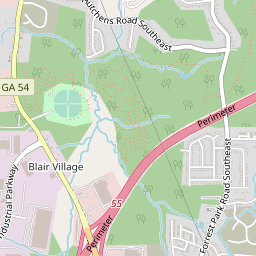 Hutchens Road Southeast
GA 54
Perimeter
Blair Village
Industrial Parkway
55
Perimeter
Forrest Park Road Southeast